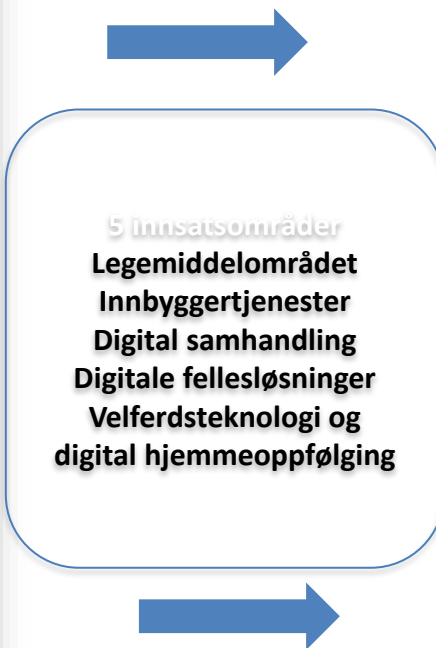 5 innsatsområder
Legemiddelområdet
Innbyggertjenester
Digital samhandling
Digitale fellesløsninger
Velferdsteknologi og
digital hjemmeoppfølging